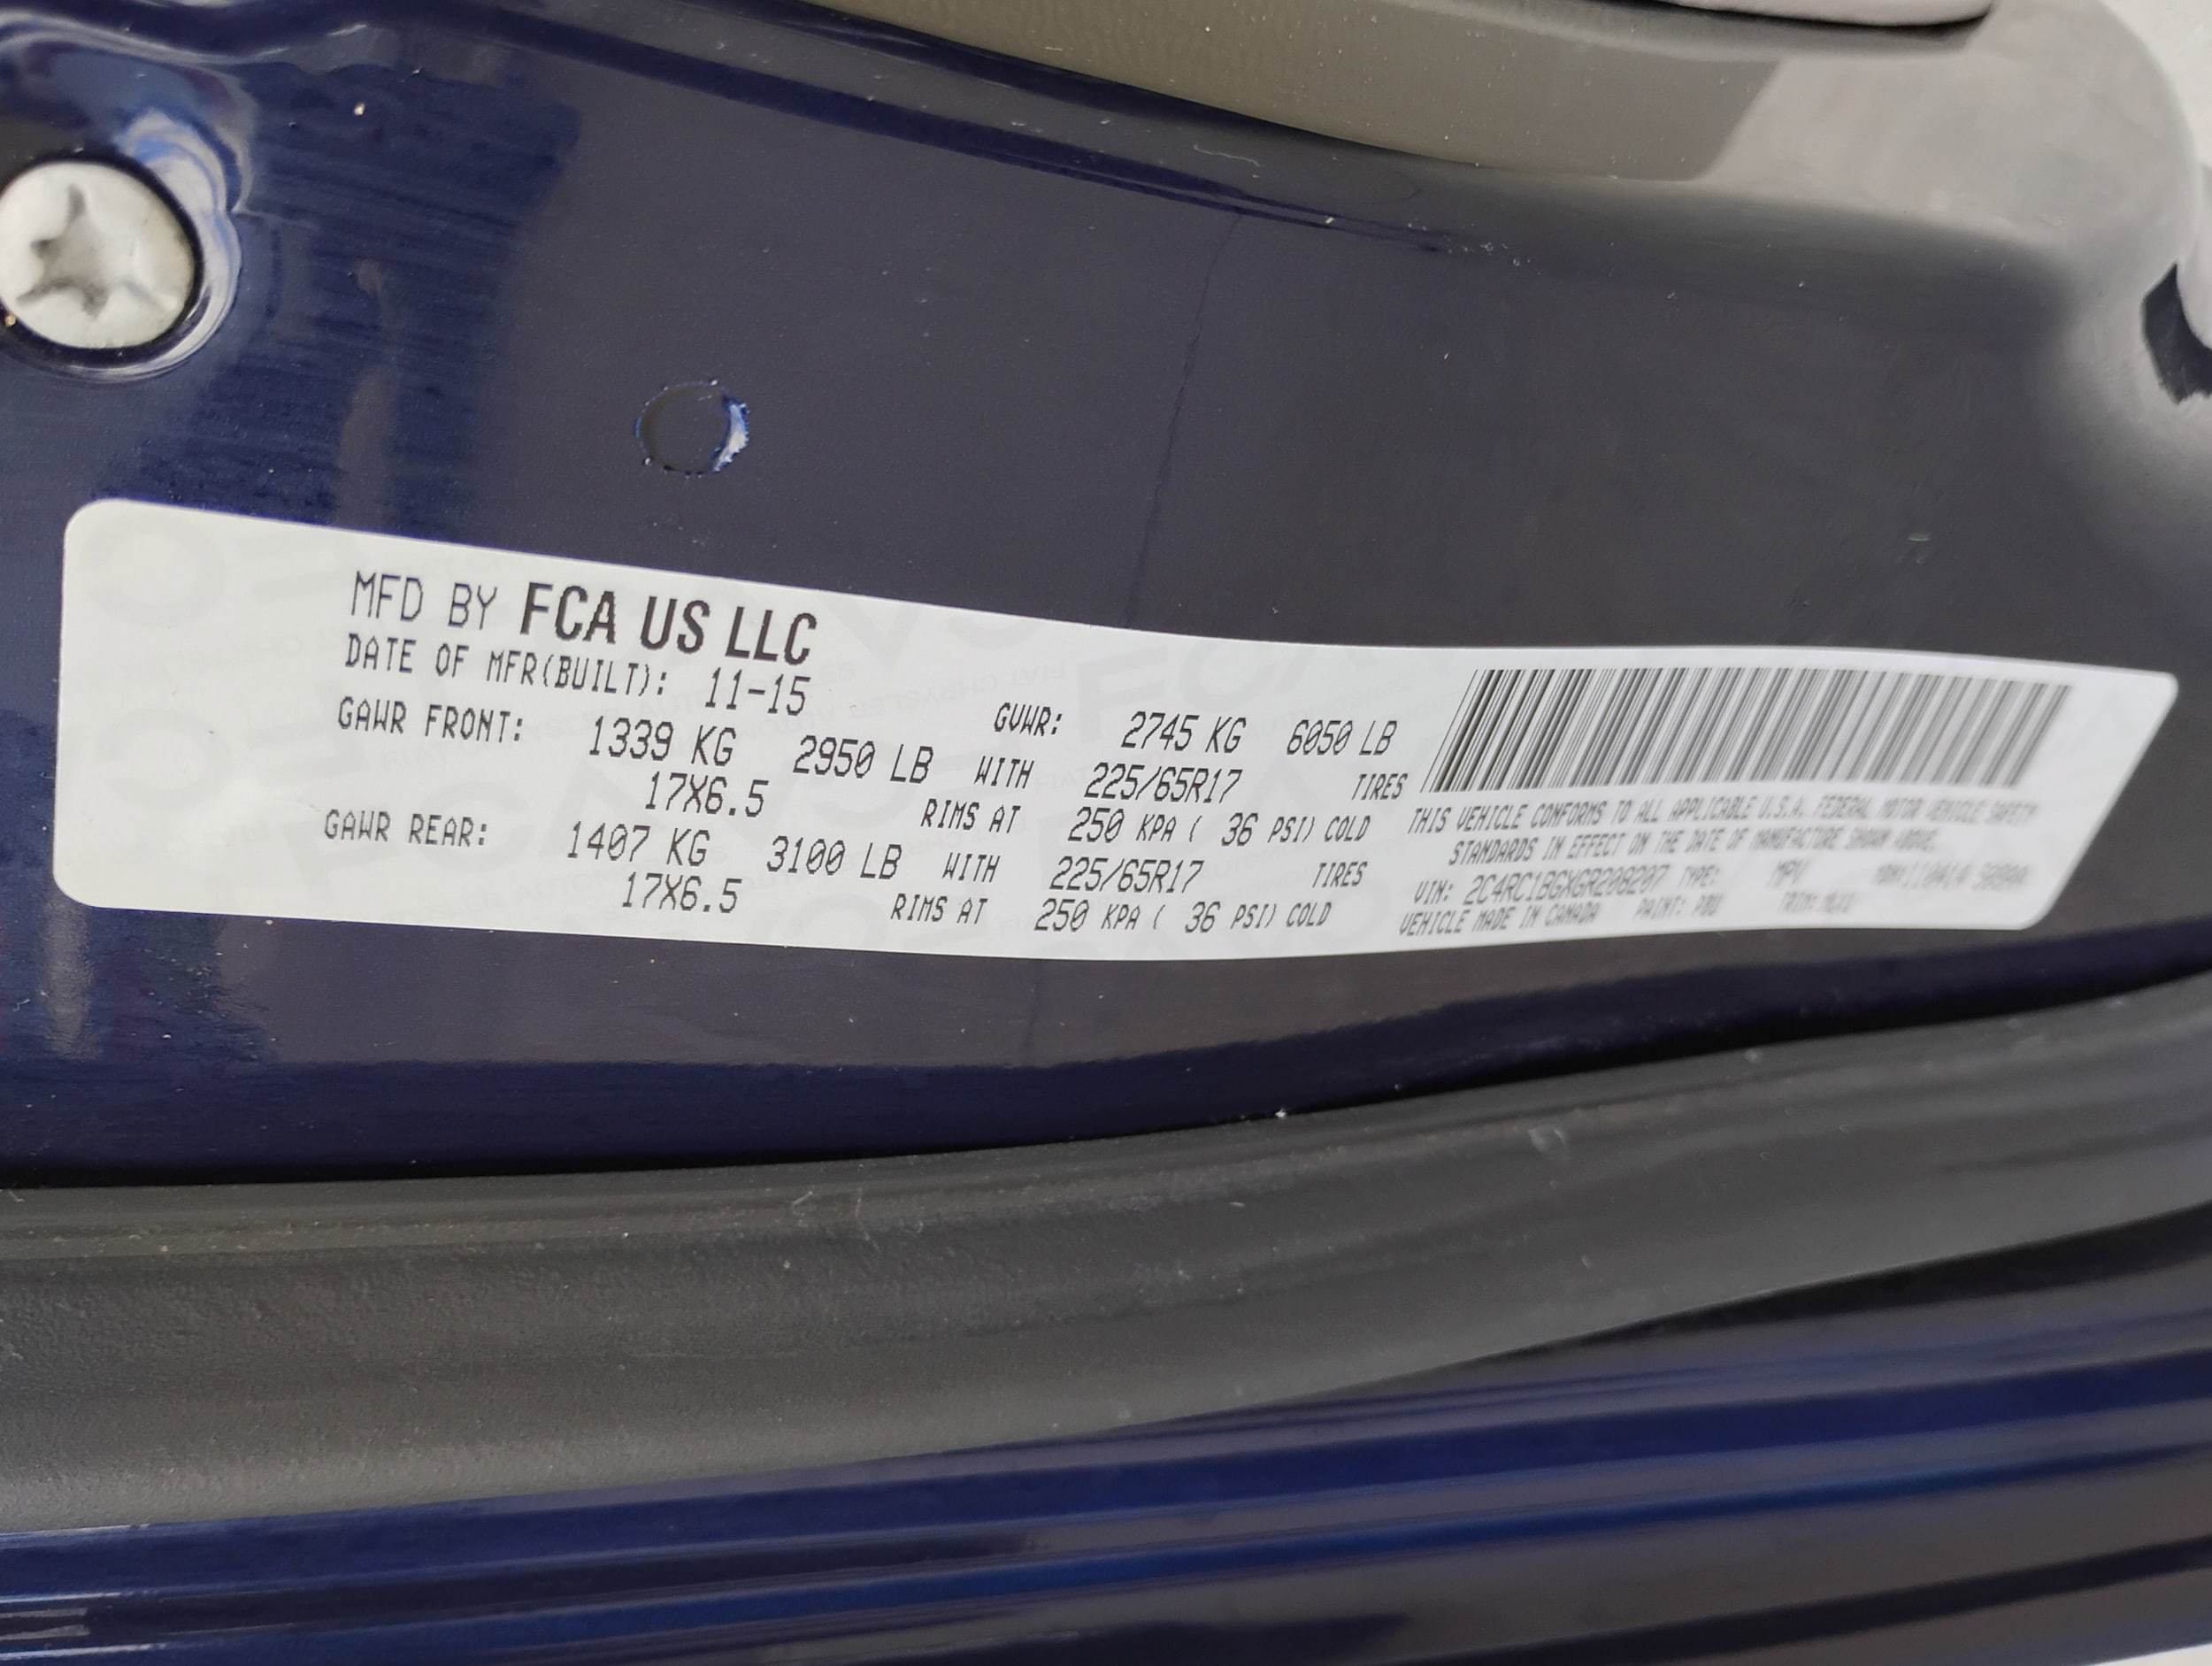 MFD BY FCA US LLC
DATE OF MFR(BUILT): 11-15 GVWR: 2745 KG 6050 LB
GAWR FRONT: 1339 KG 2950 LB WITH 225/65R17 TIRES
17X6.5 RIMS AT 250 KPA ( 36 PSI) COLD
GAWR REAR: 1407 KG 3100 LB WITH 225/65R17 TIRES
17X6.5 RIMS AT 250 KPA ( 36 PSI) COLD
THIS VEHICLE CONFORMS TO ALL APPLICABLE U.S.A. FEDERAL MOTOR VEHICLE SAFETY
STANDARDS IN EFFECT ON THE DATE OF MANUFACTURE SHOWN ABOVE.
VIN: 2C4RC1BGXGR208207 TYPE: MPV
VEHICLE MADE IN CANADA PAINT: PBU